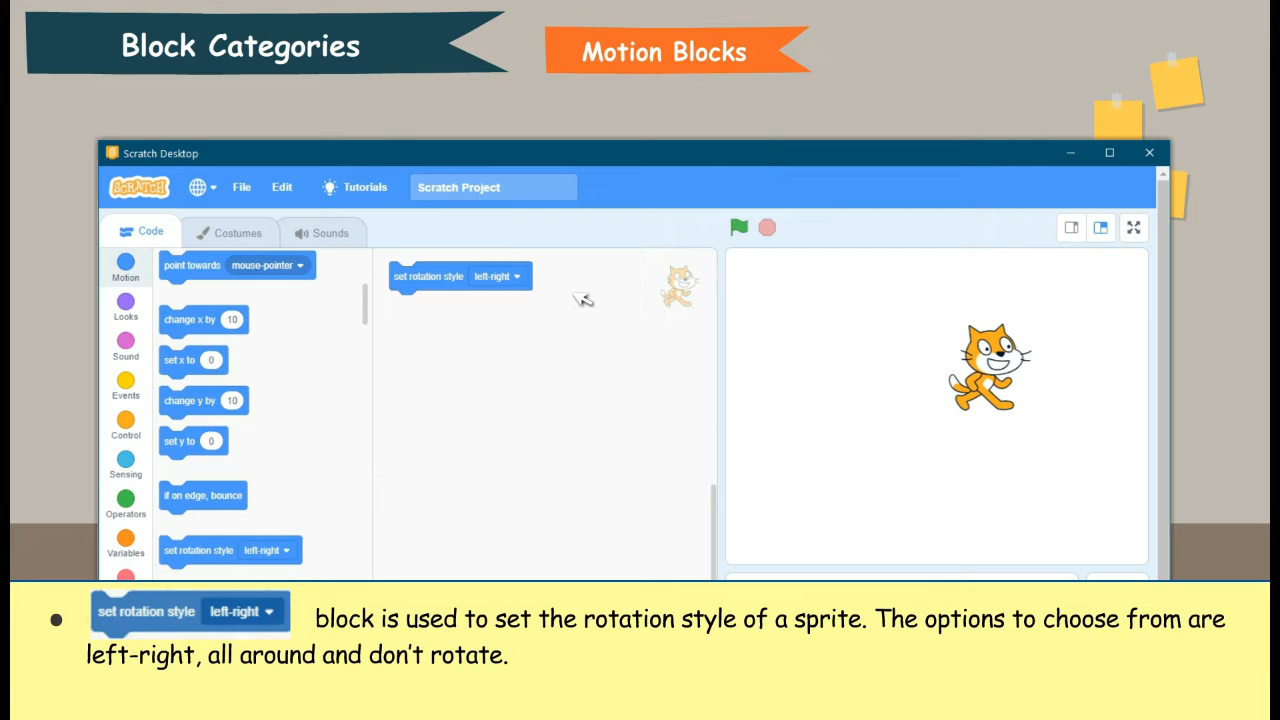 Block Categories
Motion Blocks
Scratch Desktop
SCRATCH
File
Edit
Tutorials
Scratch Project
Code
Costumes
Sounds
Motion
Looks
Sound
Events
Control
Sensing
Operators
Variables
point towards mouse-pointer
change x by 10
set x to 0
change y by 10
set y to 0
if on edge, bounce
set rotation style left-right
set rotation style left-right
● set rotation style left-right block is used to set the rotation style of a sprite. The options to choose from are
left-right, all around and don't rotate.